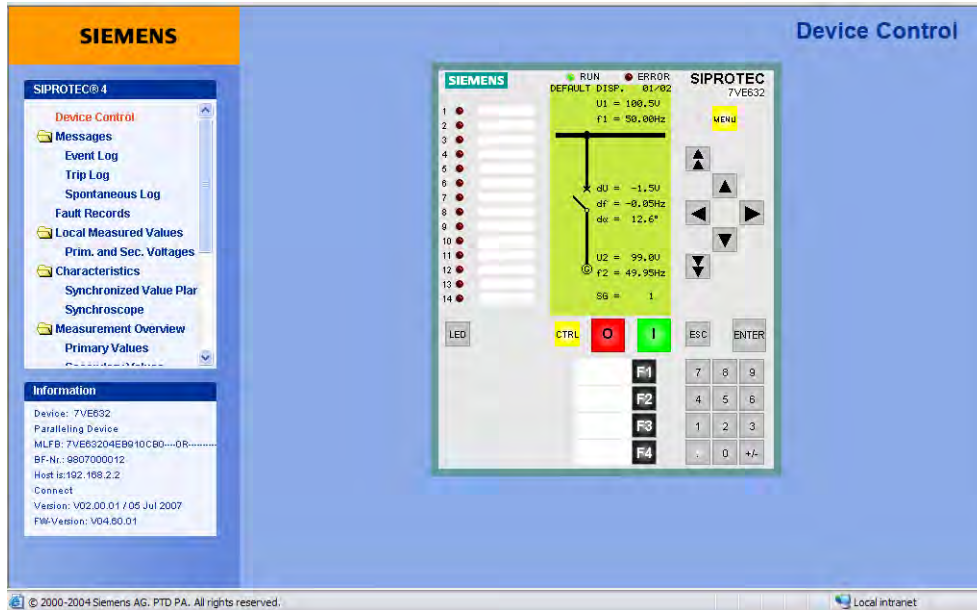 SIEMENS
Device Control
SIPROTEC® 4
Device Control
Messages
Event Log
Trip Log
Spontaneous Log
Fault Records
Local Measured Values
Prim. and Sec. Voltages
Characteristics
Synchronized Value Plar
Synchroscope
Measurement Overview
Primary Values
Information
Device: 7VE632
Paralleling Device
MLFB: 7VE63204EB910CB0----0R---------
BF-Nr.: 9807000012
Host is:192.168.2.2
Connect
Version: V02.00.01 / 05 Jul 2007
FW-Version: V04.60.01
SIEMENS
RUN ERROR
SIPROTEC
7VE632
DEFAULT DISP. 01/02
U1 = 100.5V
f1 = 50.00Hz
MENU
1
2
3
4
5
6
7
8
9
10
11
12
13
14
dU = -1.5V
df = -0.05Hz
dα = 12.6°
U2 = 99.0V
G f2 = 49.95Hz
SG = 1
LED
CTRL O I ESC ENTER
F1 7 8 9
F2 4 5 6
F3 1 2 3
F4 . 0 +/-
© 2000-2004 Siemens AG. PTD PA. All rights reserved.
Local intranet